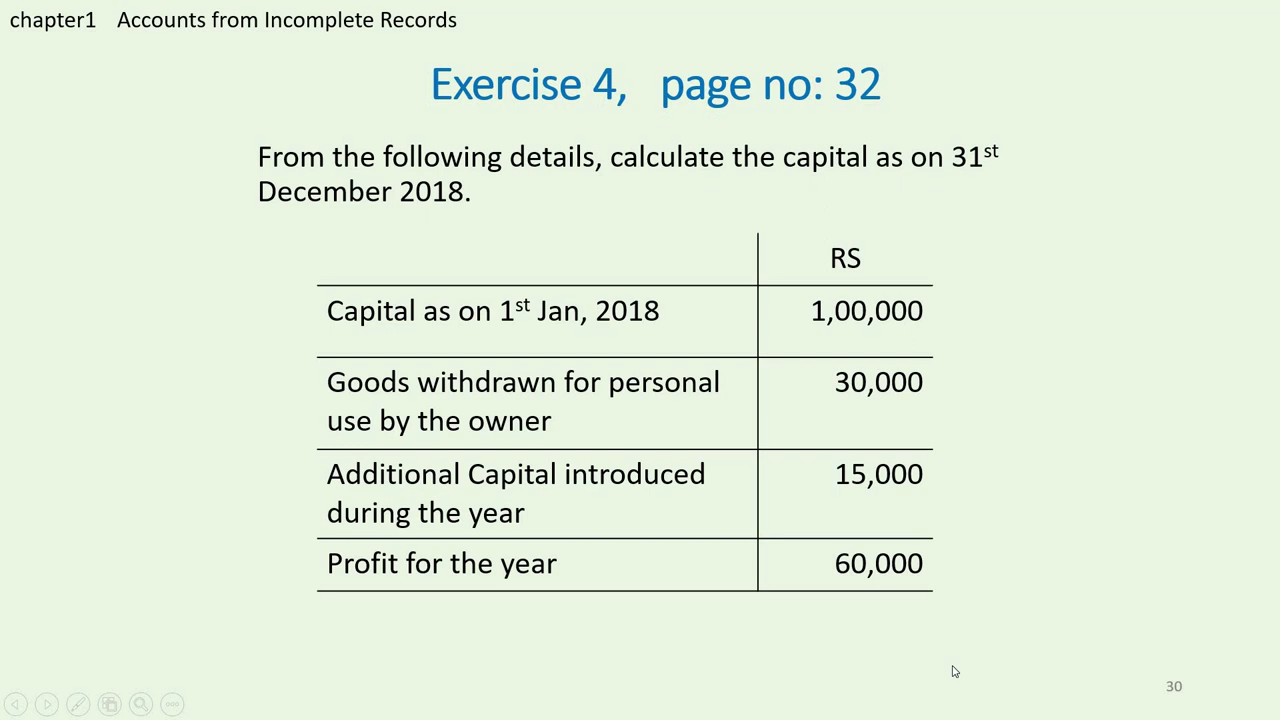 chapter1 Accounts from Incomplete Records
Exercise 4, page no: 32
From the following details, calculate the capital as on 31st
December 2018.
RS
Capital as on 1st Jan, 2018 1,00,000
Goods withdrawn for personal 30,000
use by the owner
Additional Capital introduced 15,000
during the year
Profit for the year 60,000
30